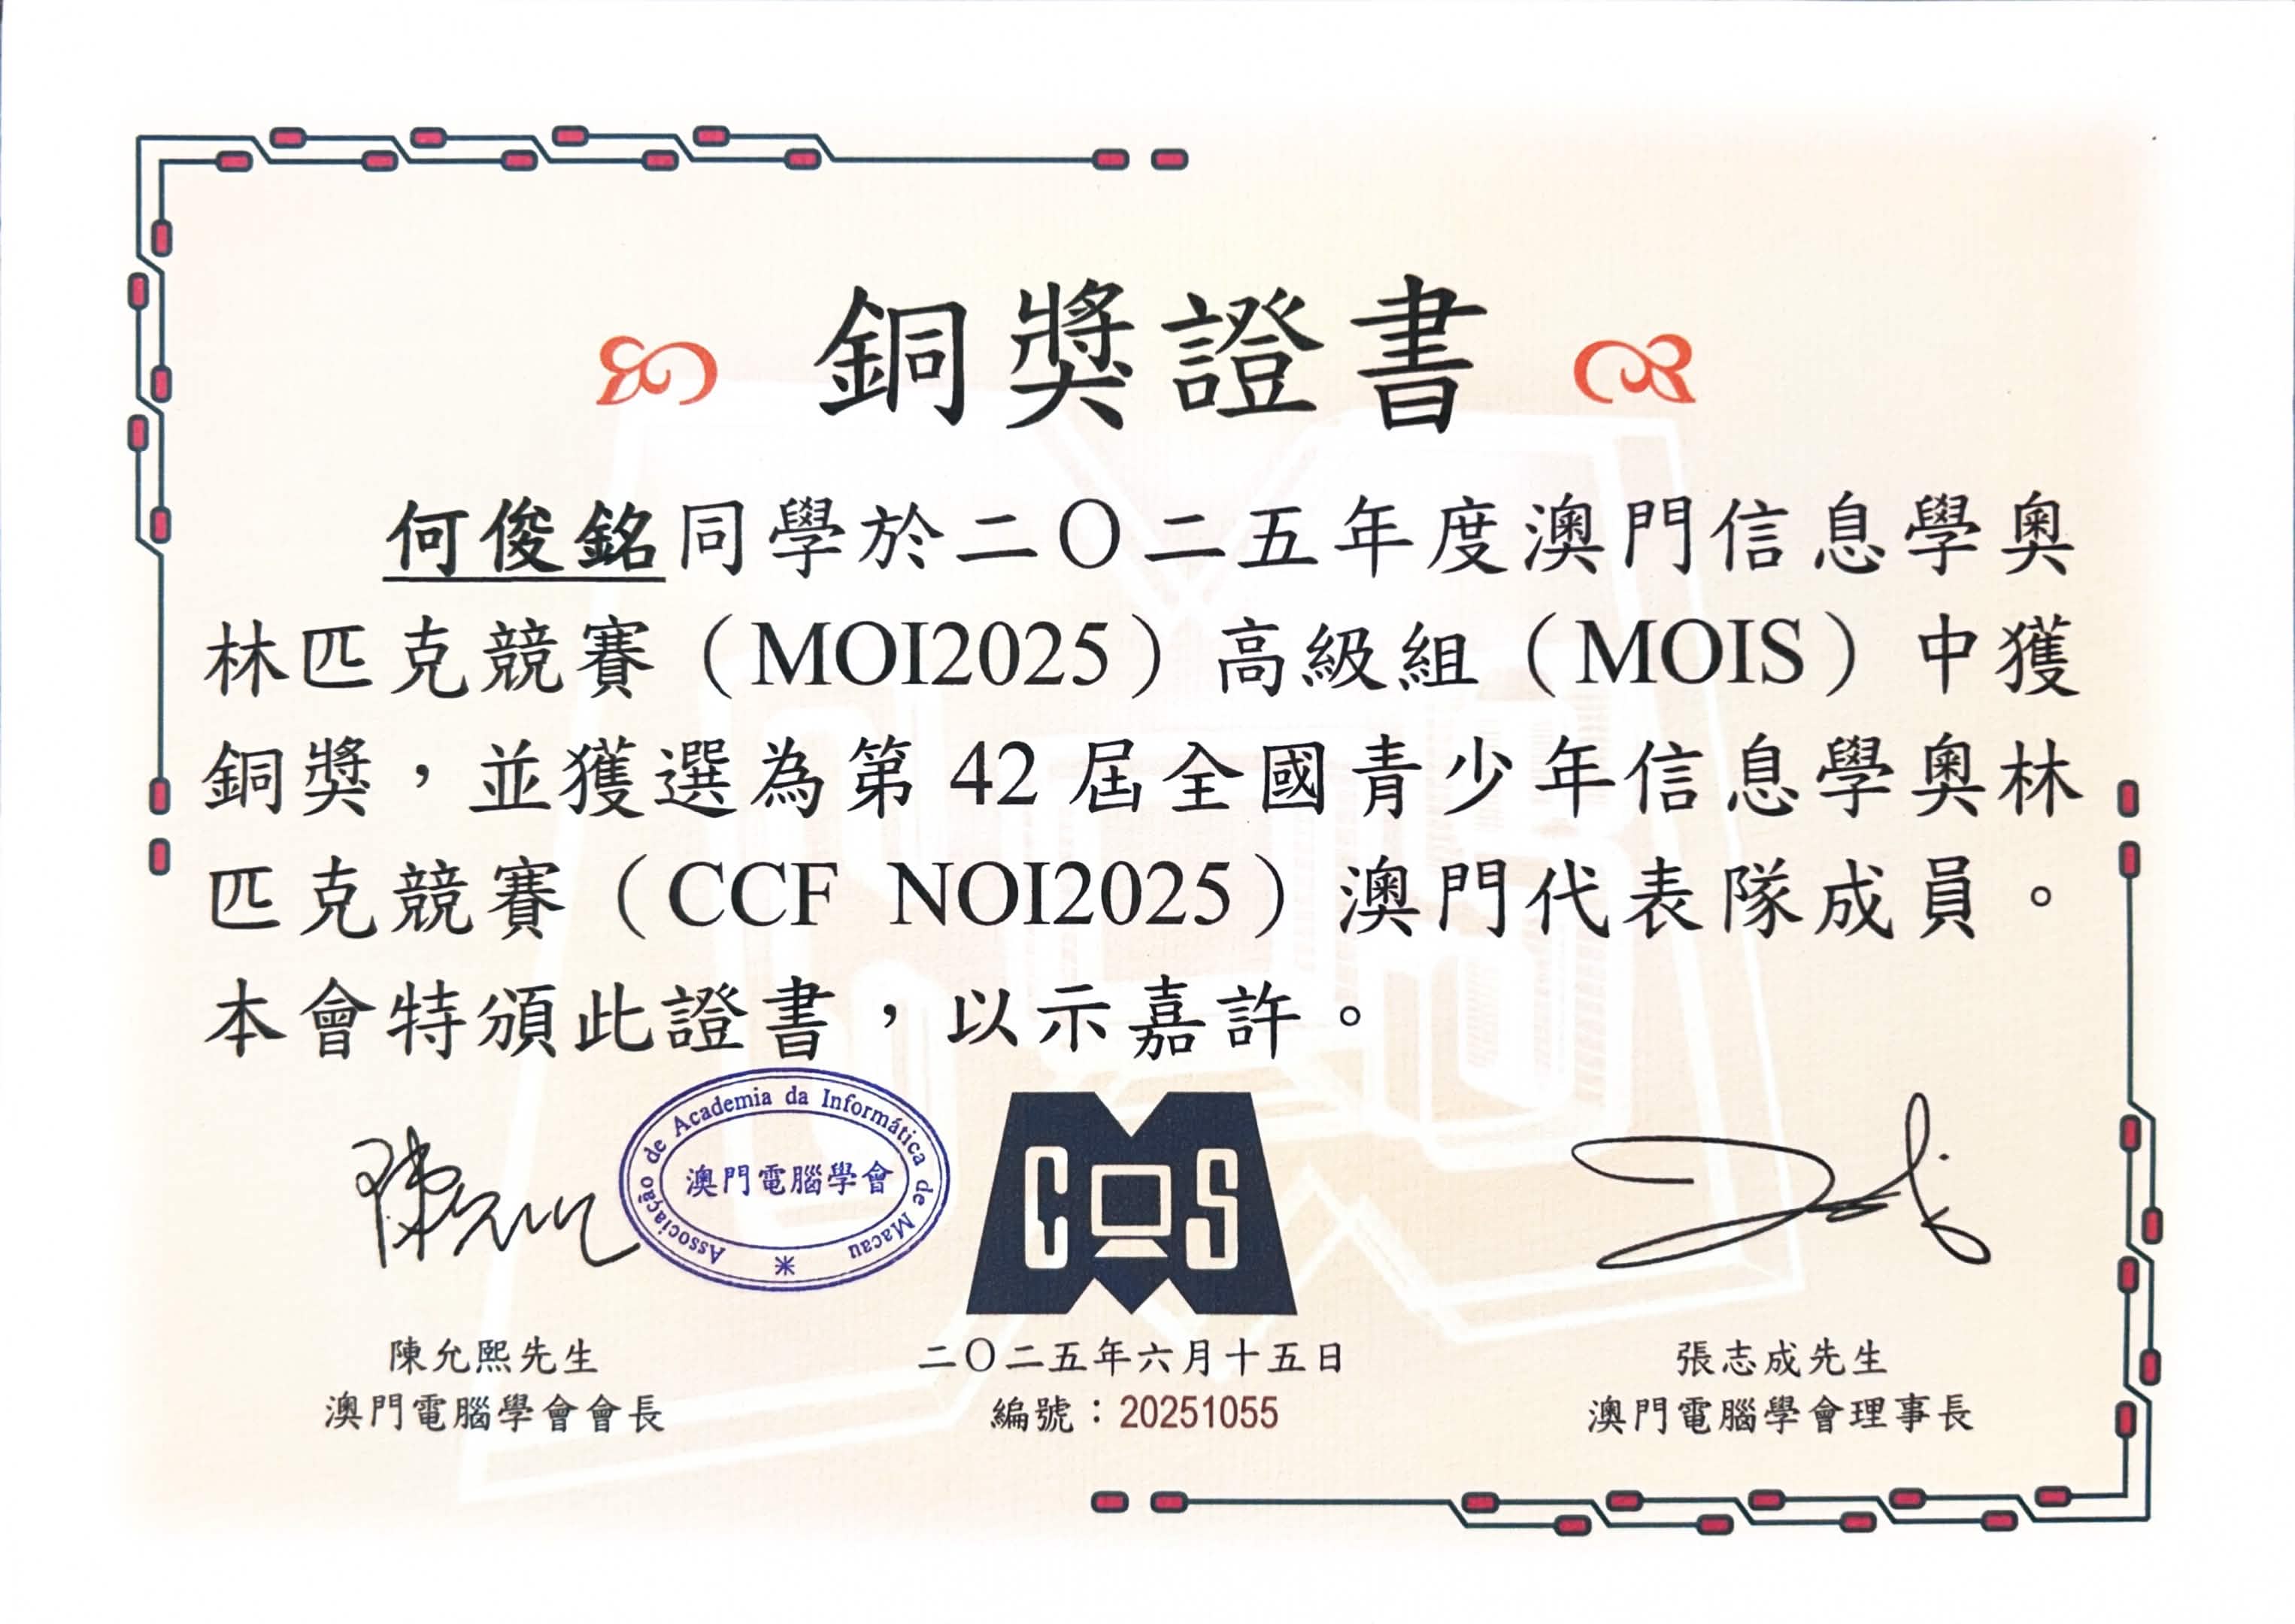 銅獎證書
何俊銘同學於二〇二五年度澳門信息學奧
林匹克競賽（MOI2025）高級組（MOIS）中獲
銅獎，並獲選為第 42 屆全國青少年信息學奧林
匹克競賽（CCF NOI2025）澳門代表隊成員。
本會特頒此證書，以示嘉許。
Associação de Academia da Informática de Macau
澳門電腦學會
C S
陳允熙先生
澳門電腦學會會長
二〇二五年六月十五日
編號：20251055
張志成先生
澳門電腦學會理事長